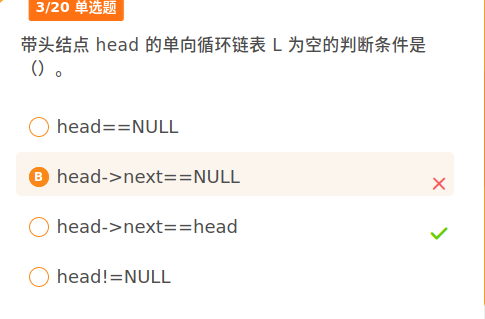 3/20 单选题
带头结点 head 的单向循环链表 L 为空的判断条件是
（）。
head==NULL
B head->next==NULL
head->next==head
head!=NULL